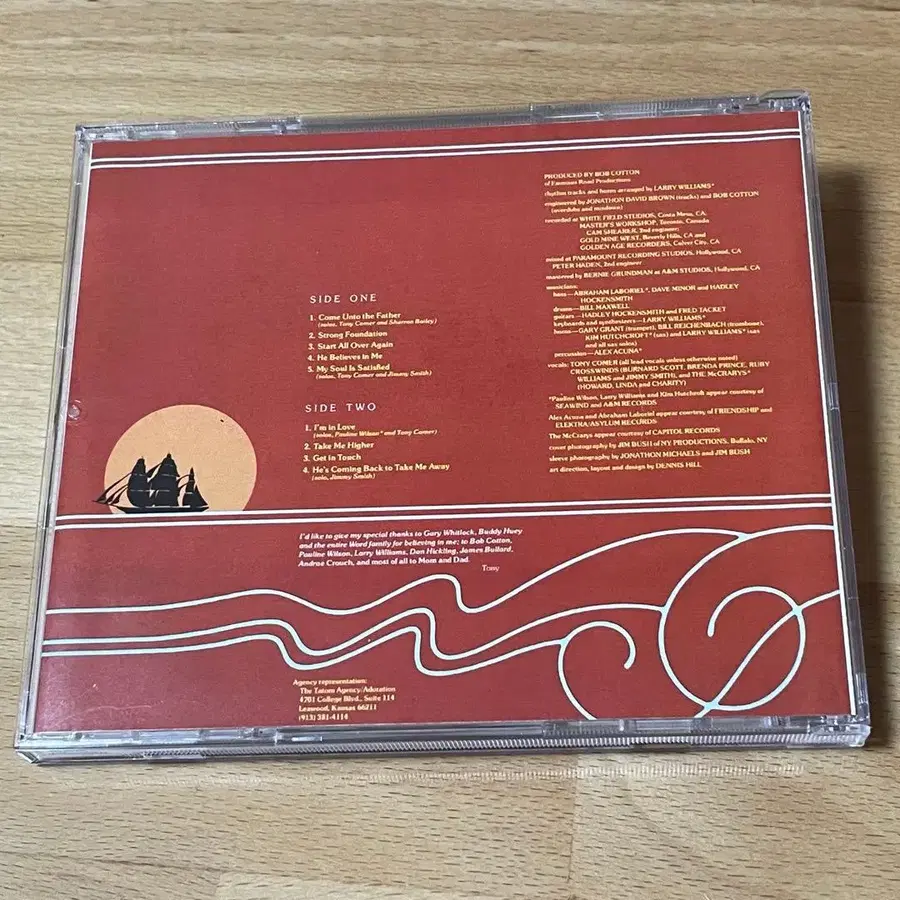 SIDE ONE
1. Come Unto the Father
(solos, Tony Comer and Sharron Bailey)
2. Strong Foundation
3. Start All Over Again
4. He Believes in Me
5. My Soul Is Satisfied
(solos, Tony Comer and Jimmy Smith)
SIDE TWO
1. I'm in Love
(solos, Pauline Wilson* and Tony Comer)
2. Take Me Higher
3. Get in Touch
4. He's Coming Back to Take Me Away
(solo, Jimmy Smith)
PRODUCED BY BOB COTTON
of Famous Road Productions
rhythm tracks and horns arranged by LARRY WILLIAMS*
engineered by JONATHON DAVID BROWN (tracks) and BOB COTTON
(overdubs and mixdown)
recorded at WHITE FIELD STUDIOS, Costa Mesa, CA.
MASTER'S WORKSHOP, Toronto, Canada
CAM SHEARER, 2nd engineer;
GOLD MINE WEST, Beverly Hills, CA and
GOLDEN AGE RECORDERS, Culver City, CA
mixed at PARAMOUNT RECORDING STUDIOS, Hollywood, CA
PETER HADEN, 2nd engineer
mastered by BERNIE GRUNDMAN at A&M STUDIOS, Hollywood, CA
musicians:
bass—ABRAHAM LABORIEL*, DAVE MINOR and HADLEY
HOCKENSMITH
drums—BILL MAXWELL
guitars—HADLEY HOCKENSMITH and FRED TACKET
keyboards and synthesizers—LARRY WILLIAMS*
horns—GARY GRANT (trumpet), BILL REICHENBACH (trombone),
KIM HUTCHCROFT* (sax) and LARRY WILLIAMS* (sax
and all sax solos)
percussion—ALEX ACUNA*
vocals: TONY COMER (all lead vocals unless otherwise noted)
CROSSWINDS (BURNARD SCOTT, BRENDA PRINCE, RUBY
WILLIAMS and JIMMY SMITH), and THE McCRARYS*
(HOWARD, LINDA and CHARITY)
*Pauline Wilson, Larry Williams and Kim Hutchcroft appear courtesy of
SEAWIND and A&M RECORDS
Alex Acuna and Abraham Laboriel appear courtesy of FRIENDSHIP and
ELEKTRA/ASYLUM RECORDS
The McCrarys appear courtesy of CAPITOL RECORDS
cover photography by JIM BUSH of NY PRODUCTIONS, Buffalo, NY
sleeve photography by JONATHON MICHAELS and JIM BUSH
art direction, layout and design by DENNIS HILL
I'd like to give my special thanks to Gary Whitlock, Buddy Huey
and the entire Word family for believing in me; to Bob Cotton,
Pauline Wilson, Larry Williams, Don Hickling, James Bullard,
Andrae Crouch, and most of all to Mom and Dad.
Tony
Agency representation:
The Tatom Agency/Adoration
4701 College Blvd., Suite 114
Leawood, Kansas 66211
(913) 381-4114